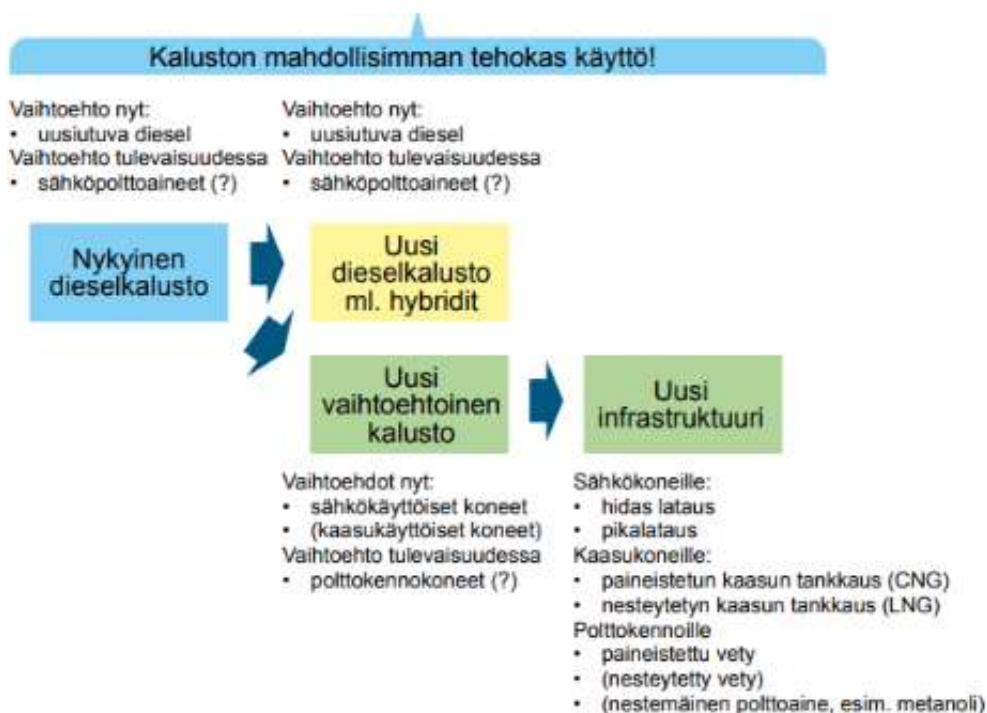 Kaluston mahdollisimman tehokas käyttö!
Vaihtoehto nyt:
• uusiutuva diesel
Vaihtoehto tulevaisuudessa
• sähköpolttoaineet (?)
Vaihtoehto nyt:
• uusiutuva diesel
Vaihtoehto tulevaisuudessa
• sähköpolttoaineet (?)
Nykyinen
dieselkalusto
Uusi
dieselkalusto
ml. hybridit
Uusi
vaihtoehtoinen
kalusto
Uusi
infrastruktuuri
Vaihtoehdot nyt:
• sähkökäyttöiset koneet
• (kaasukäyttöiset koneet)
Vaihtoehto tulevaisuudessa
• polttokennokoneet (?)
Sähkökoneille:
• hidas lataus
• pikalataus
Kaasukoneille:
• paineistetun kaasun tankkaus (CNG)
• nesteytetyn kaasun tankkaus (LNG)
Polttokennoille
• paineistettu vety
• (nesteytetty vety)
• (nestemäinen polttoaine, esim. metanoli)